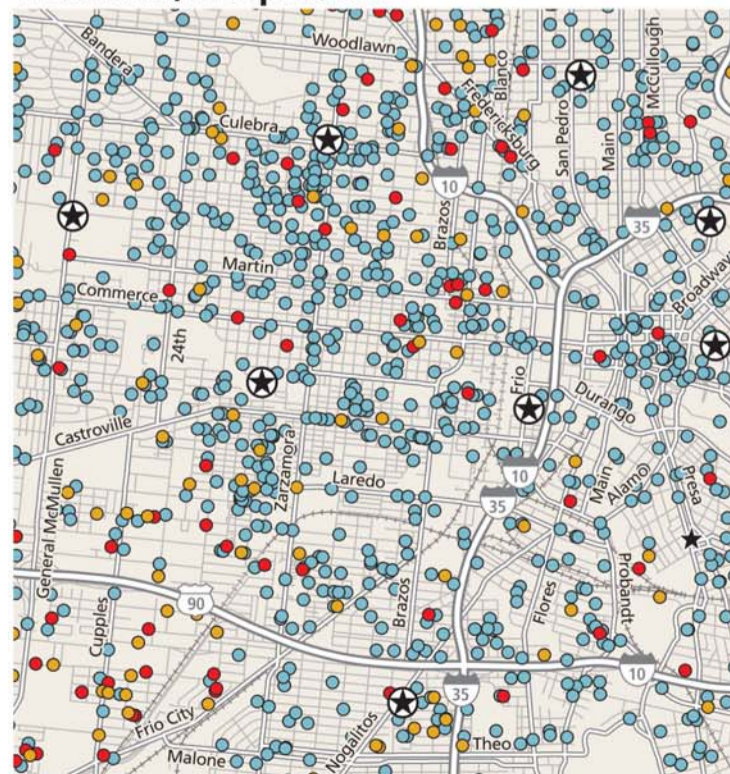 Woodlawn
Bandera
Blanco
McCullough
Fredericksburg
Culebra
San Pedro
Main
10
Brazos
35
Martin
Broadway
Commerce
24th
Frio
Durango
Castroville
Zarzamora
Laredo
10
Main
Alamo
Presa
35
General McMullen
90
Cupples
Brazos
Flores
Probandt
10
35
Frio City
Nogalitos
Theo
Malone